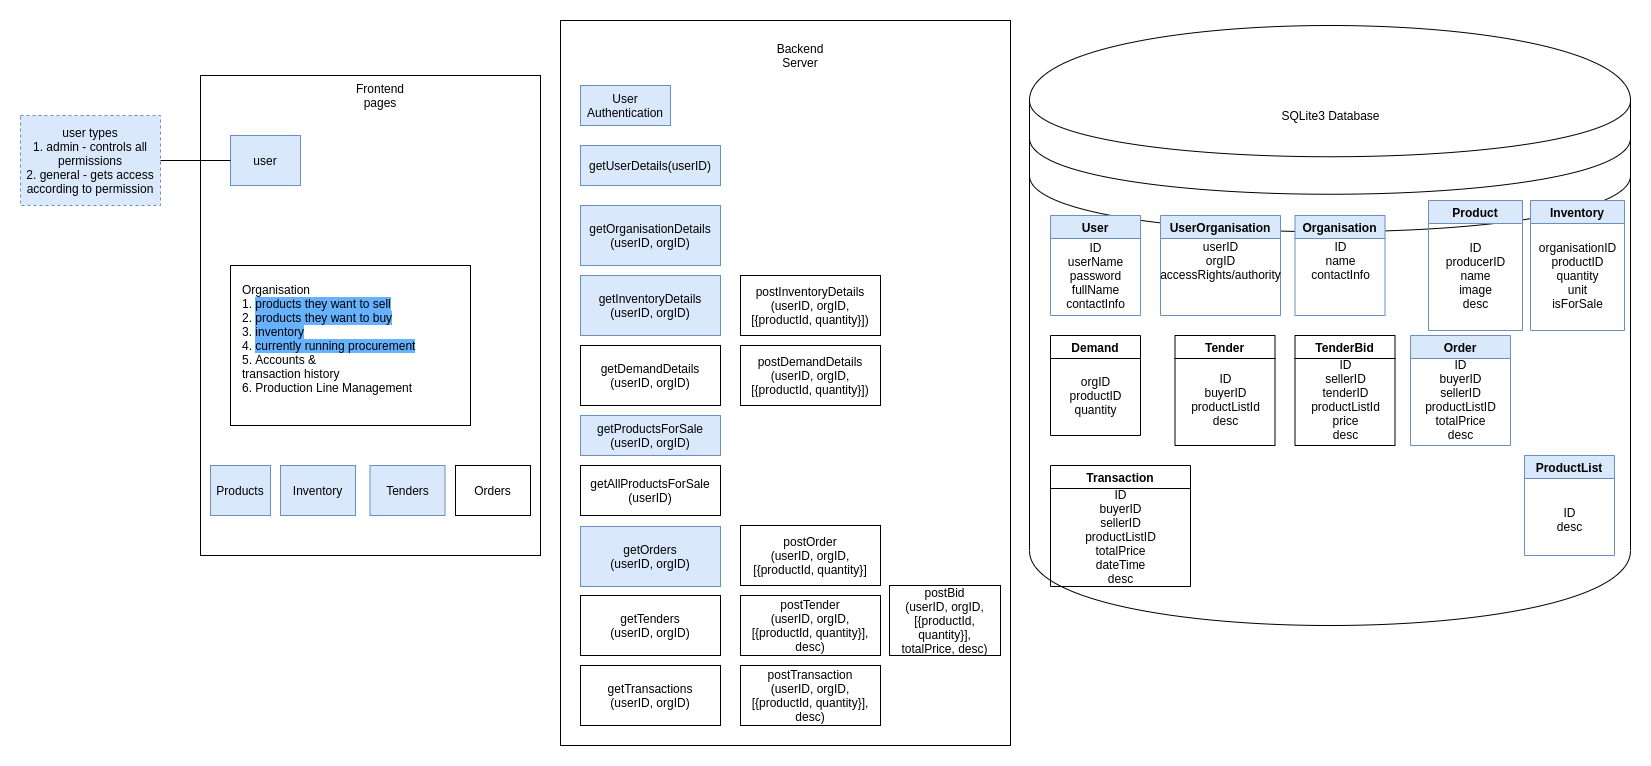 user types
1. admin - controls all
permissions
2. general - gets access
according to permission
Frontend
pages
user
Organisation
1. products they want to sell
2. products they want to buy
3. inventory
4. currently running procurement
5. Accounts &
transaction history
6. Production Line Management
Products
Inventory
Tenders
Orders
Backend
Server
User
Authentication
getUserDetails(userID)
getOrganisationDetails
(userID, orgID)
getInventoryDetails
(userID, orgID)
postInventoryDetails
(userID, orgID,
[{productId, quantity}])
getDemandDetails
(userID, orgID)
postDemandDetails
(userID, orgID,
[{productId, quantity}])
getProductsForSale
(userID, orgID)
getAllProductsForSale
(userID)
getOrders
(userID, orgID)
postOrder
(userID, orgID,
[{productId, quantity}]
getTenders
(userID, orgID)
postTender
(userID, orgID,
[{productId, quantity}],
desc)
postBid
(userID, orgID,
[{productId,
quantity}],
totalPrice, desc)
getTransactions
(userID, orgID)
postTransaction
(userID, orgID,
[{productId, quantity}],
desc)
SQLite3 Database
User
ID
userName
password
fullName
contactInfo
UserOrganisation
userID
orgID
accessRights/authority
Organisation
ID
name
contactInfo
Product
ID
producerID
name
image
desc
Inventory
organisationID
productID
quantity
unit
isForSale
Demand
orgID
productID
quantity
Tender
ID
buyerID
productListId
desc
TenderBid
ID
sellerID
tenderID
productListId
price
desc
Order
ID
buyerID
sellerID
productListID
totalPrice
desc
Transaction
ID
buyerID
sellerID
productListID
totalPrice
dateTime
desc
ProductList
ID
desc